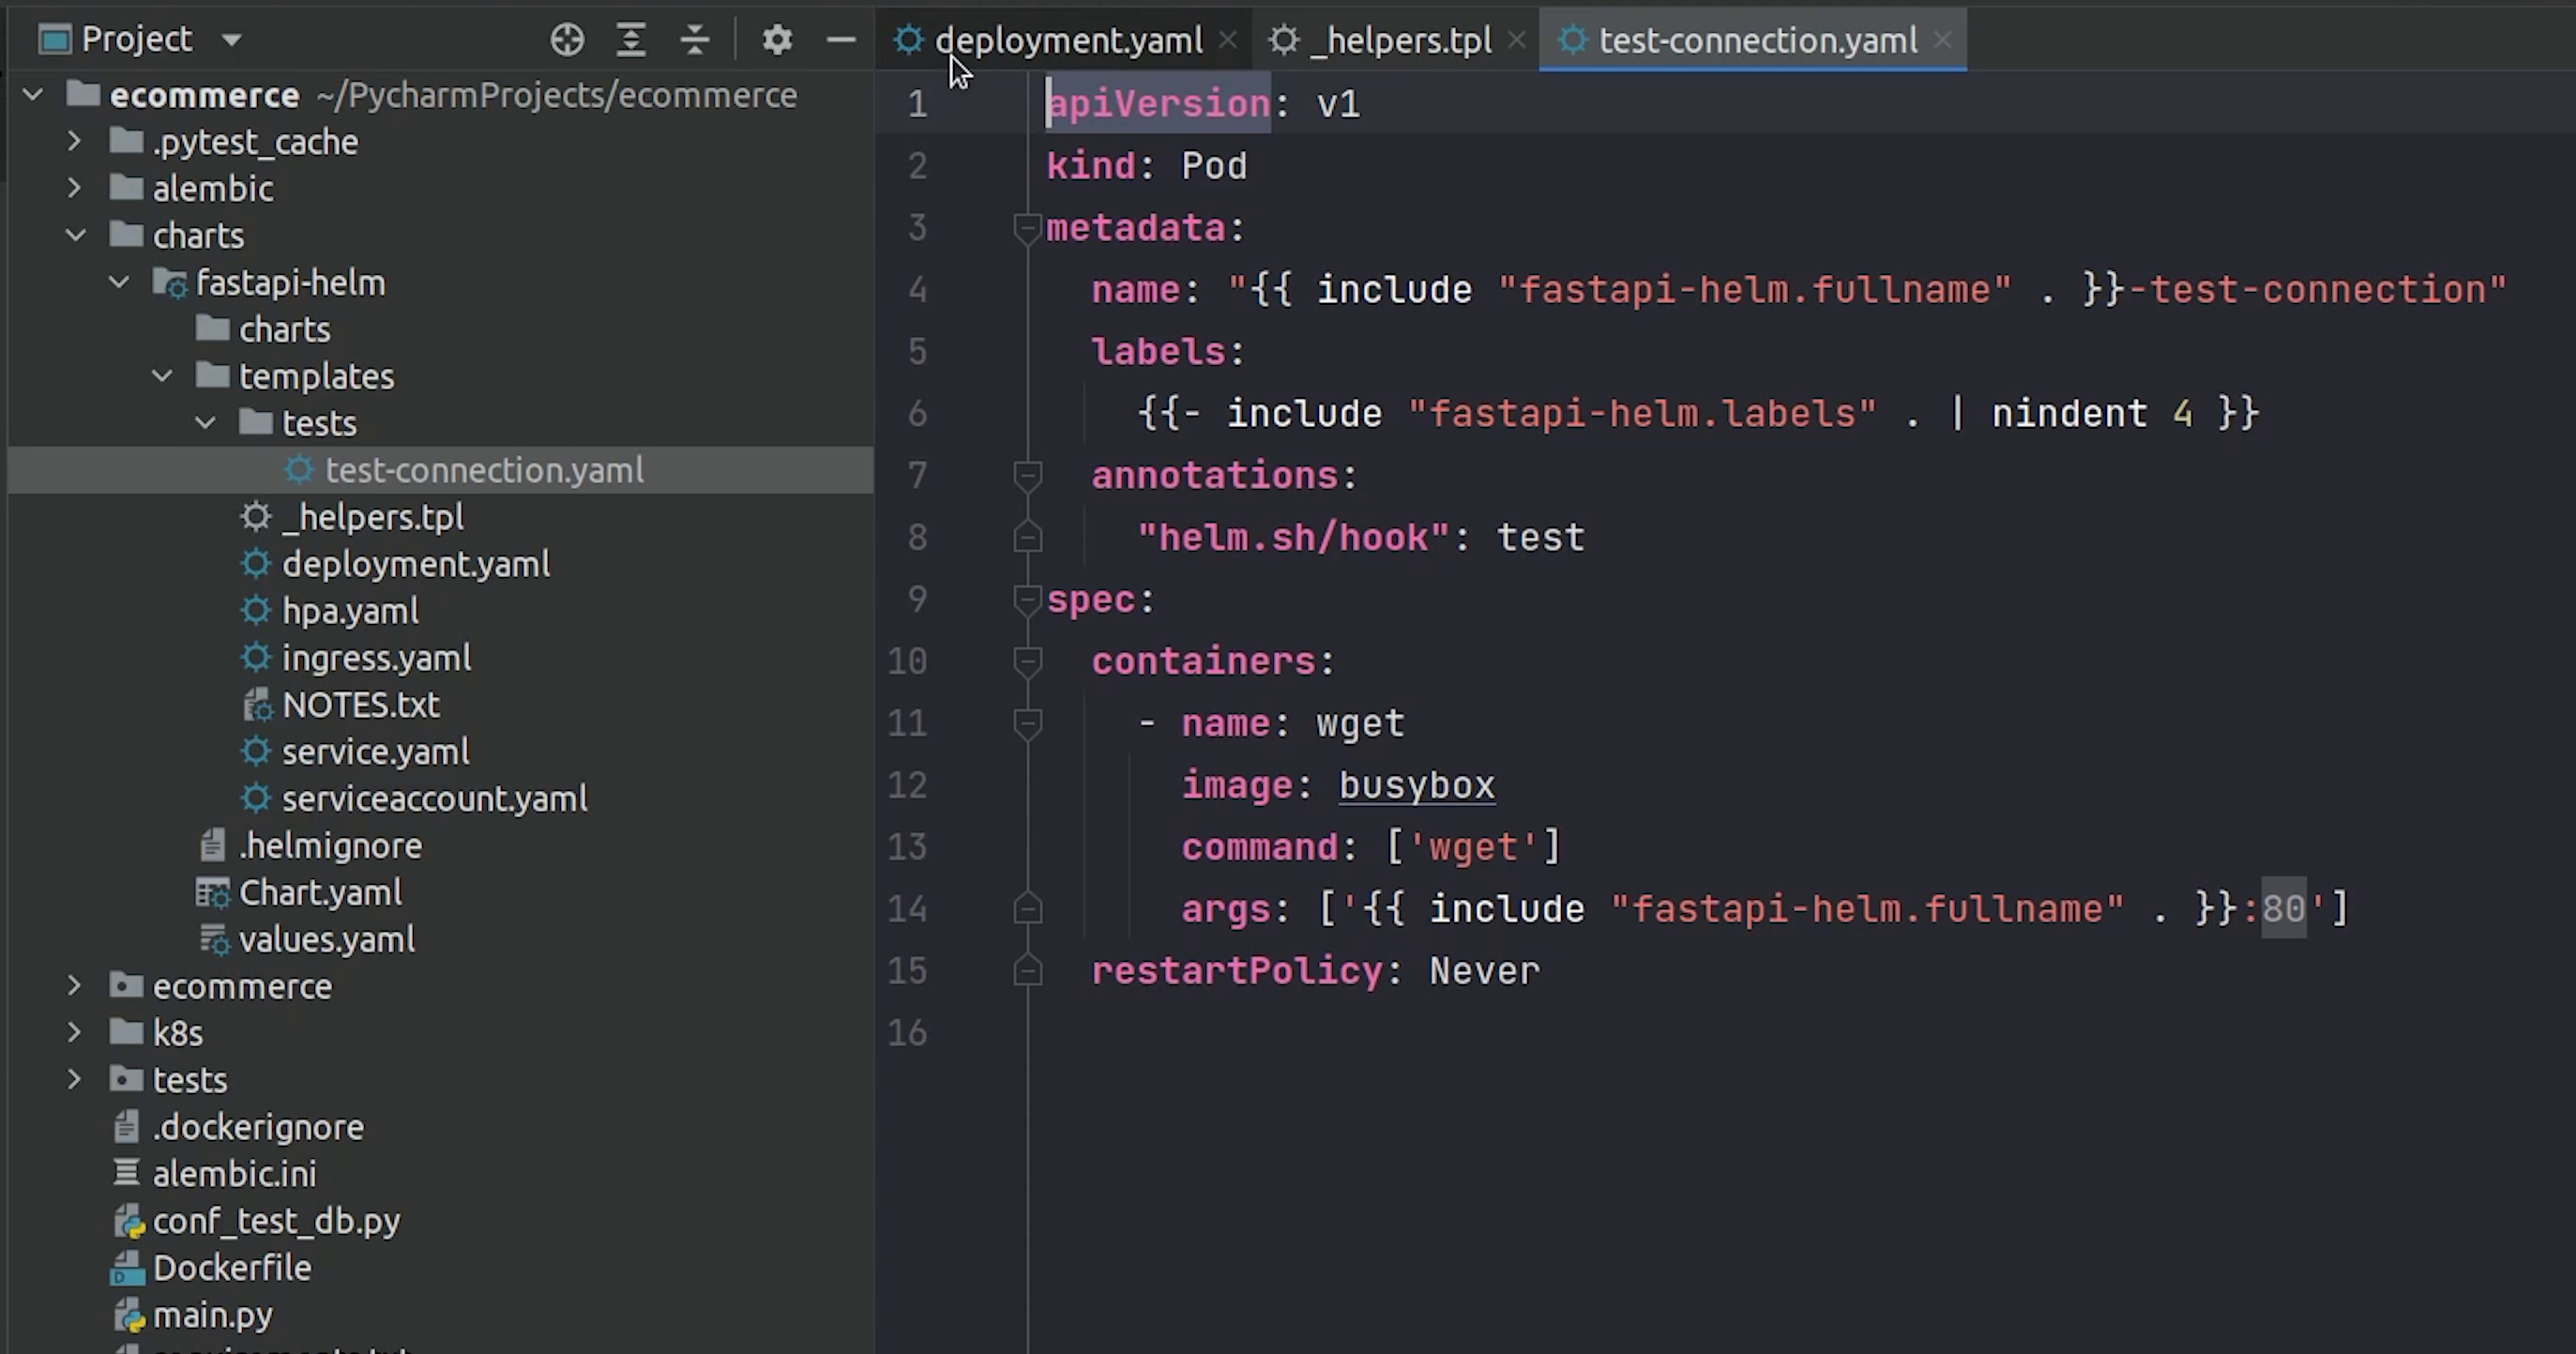 Project
ecommerce ~/PycharmProjects/ecommerce
.pytest_cache
alembic
charts
fastapi-helm
charts
templates
tests
test-connection.yaml
_helpers.tpl
deployment.yaml
hpa.yaml
ingress.yaml
NOTES.txt
service.yaml
serviceaccount.yaml
.helmignore
Chart.yaml
values.yaml
ecommerce
k8s
tests
.dockerignore
alembic.ini
conf_test_db.py
Dockerfile
main.py
deployment.yaml _helpers.tpl test-connection.yaml
1 apiVersion: v1
2 kind: Pod
3 metadata:
4 name: "{{ include "fastapi-helm.fullname" . }}-test-connection"
5 labels:
6 {{- include "fastapi-helm.labels" . | nindent 4 }}
7 annotations:
8 "helm.sh/hook": test
9 spec:
10 containers:
11 - name: wget
12 image: busybox
13 command: ['wget']
14 args: ['{{ include "fastapi-helm.fullname" . }}:80']
15 restartPolicy: Never
16